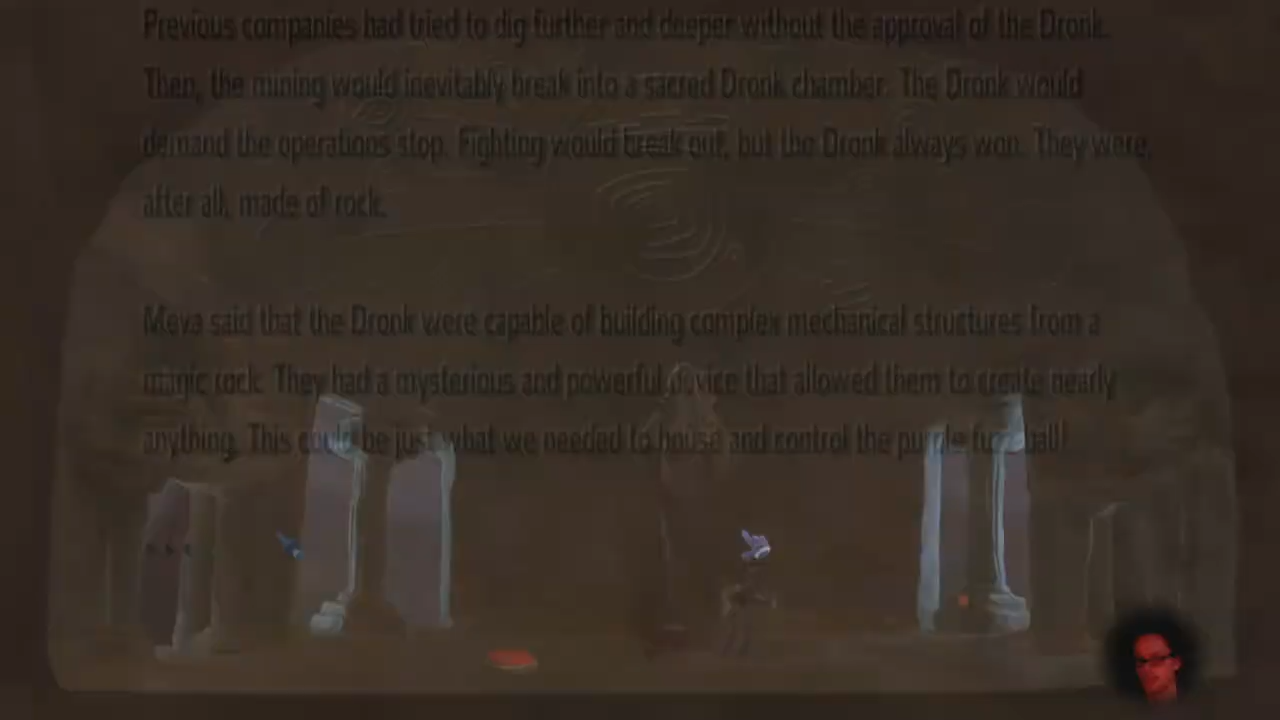 Previous companies had tried to dig further and deeper without the approval of the Dronk.
Then, the mining would inevitably break into a sacred Dronk chamber. The Dronk would
demand the operations stop. Fighting would break out, but the Dronk always won. They were,
after all, made of rock.
Meva said that the Dronk were capable of building complex mechanical structures from a
magic rock. They had a mysterious and powerful device that allowed them to create nearly
anything. This could be just what we needed to house and control the purple fuzz ball!